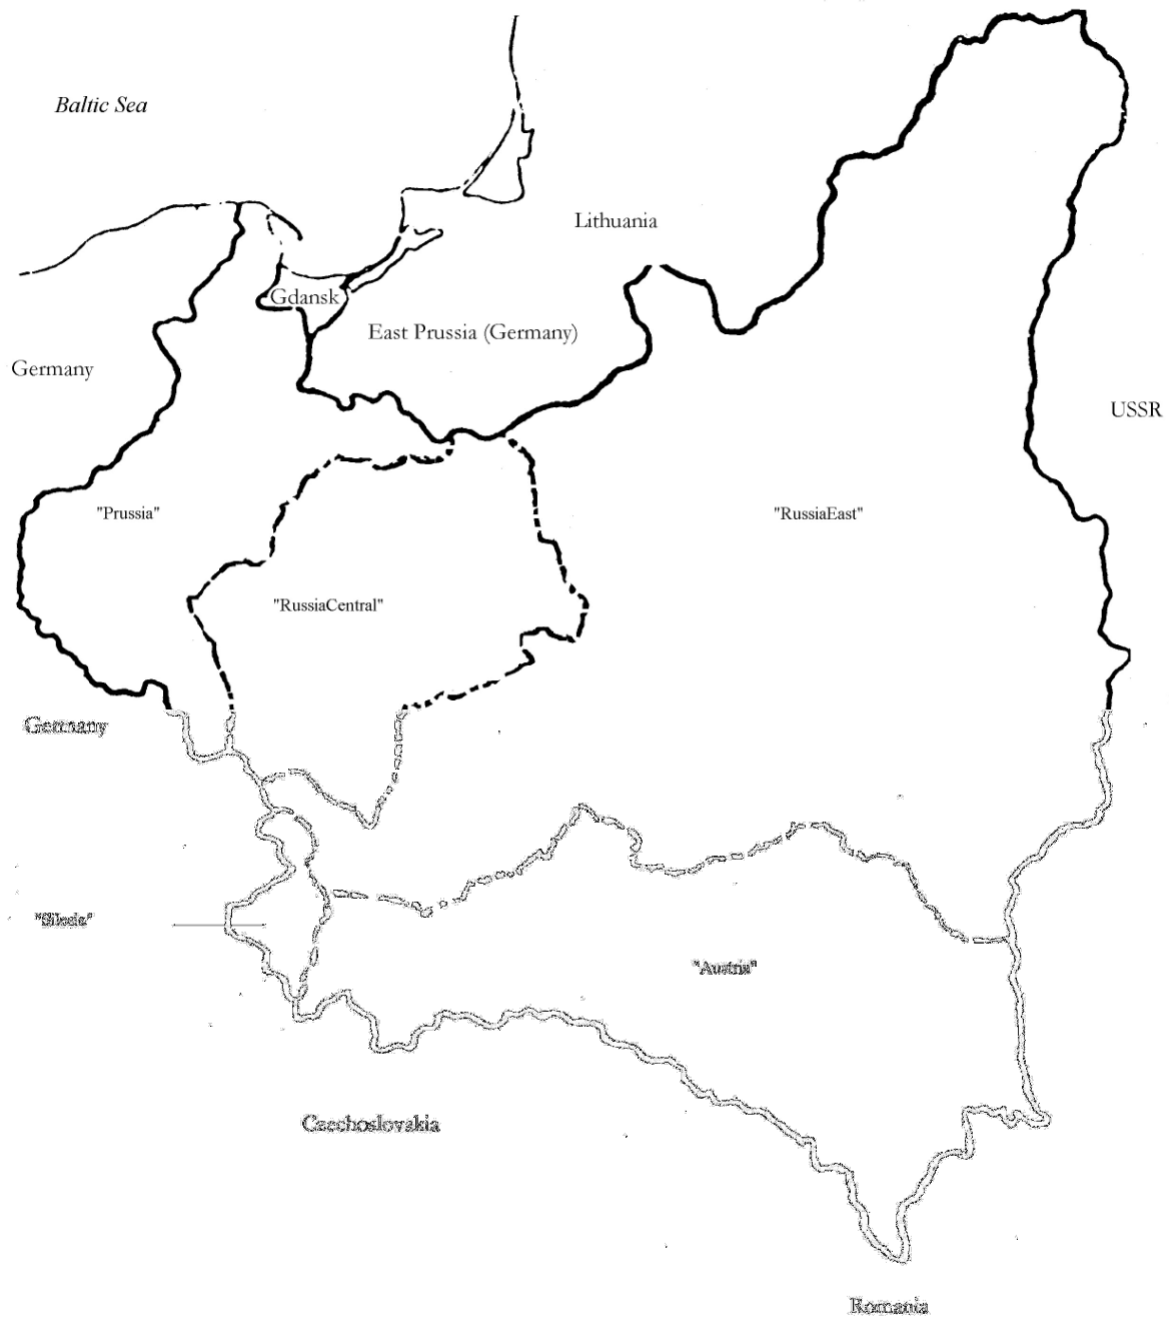 Baltic Sea
Lithuania
Gdansk
East Prussia (Germany)
Germany
USSR
"Prussia"
"RussiaEast"
"RussiaCentral"
Germany
"Silesia"
"Austria"
Czechoslovakia
Romania